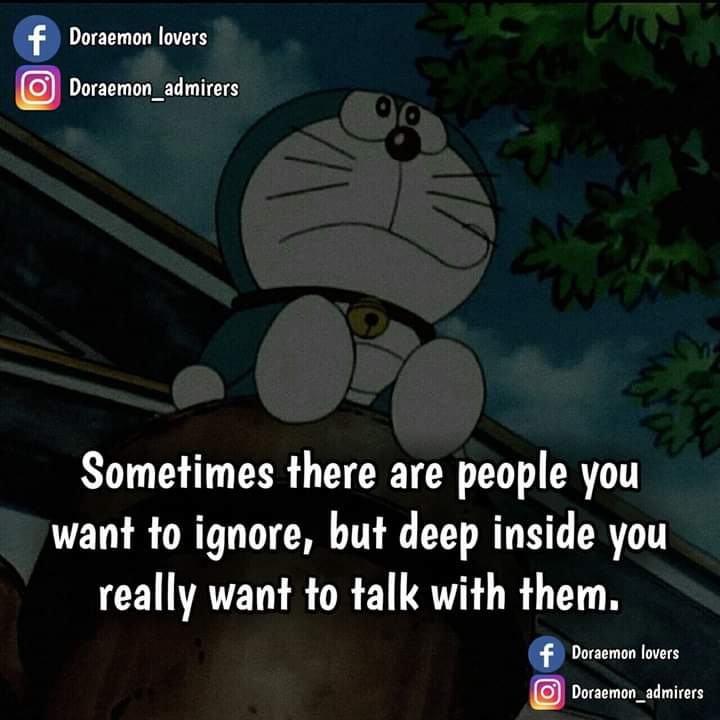 Doraemon lovers
Doraemon_admirers
Sometimes there are people you
want to ignore, but deep inside you
really want to talk with them.
Doraemon lovers
Doraemon_admirers